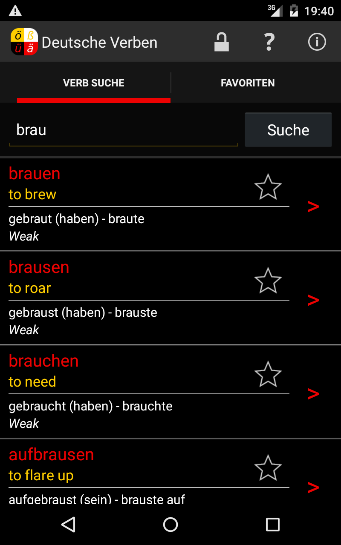 3G 19:40
ö ß ü ä Deutsche Verben ?
VERB SUCHE FAVORITEN
brau Suche
brauen
to brew
gebraut (haben) - braute
Weak
>
brausen
to roar
gebraust (haben) - brauste
Weak
>
brauchen
to need
gebraucht (haben) - brauchte
Weak
>
aufbrausen
to flare up
aufgebraust (sein) - brauste auf
>